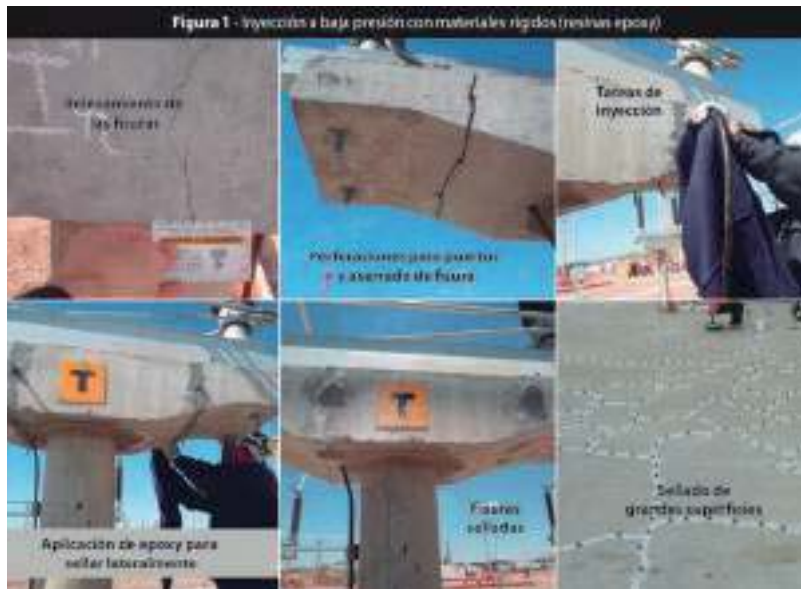 Figura 1 - Inyección a baja presión con materiales rígidos (resinas epoxy)
Relevamiento de
las fisuras
Perforaciones para puertos
y aserrado de fisura
Tareas de
inyección
T
T
Aplicación de epoxy para
sellar lateralmente
Fisuras
selladas
Sellado de
grandes superficies